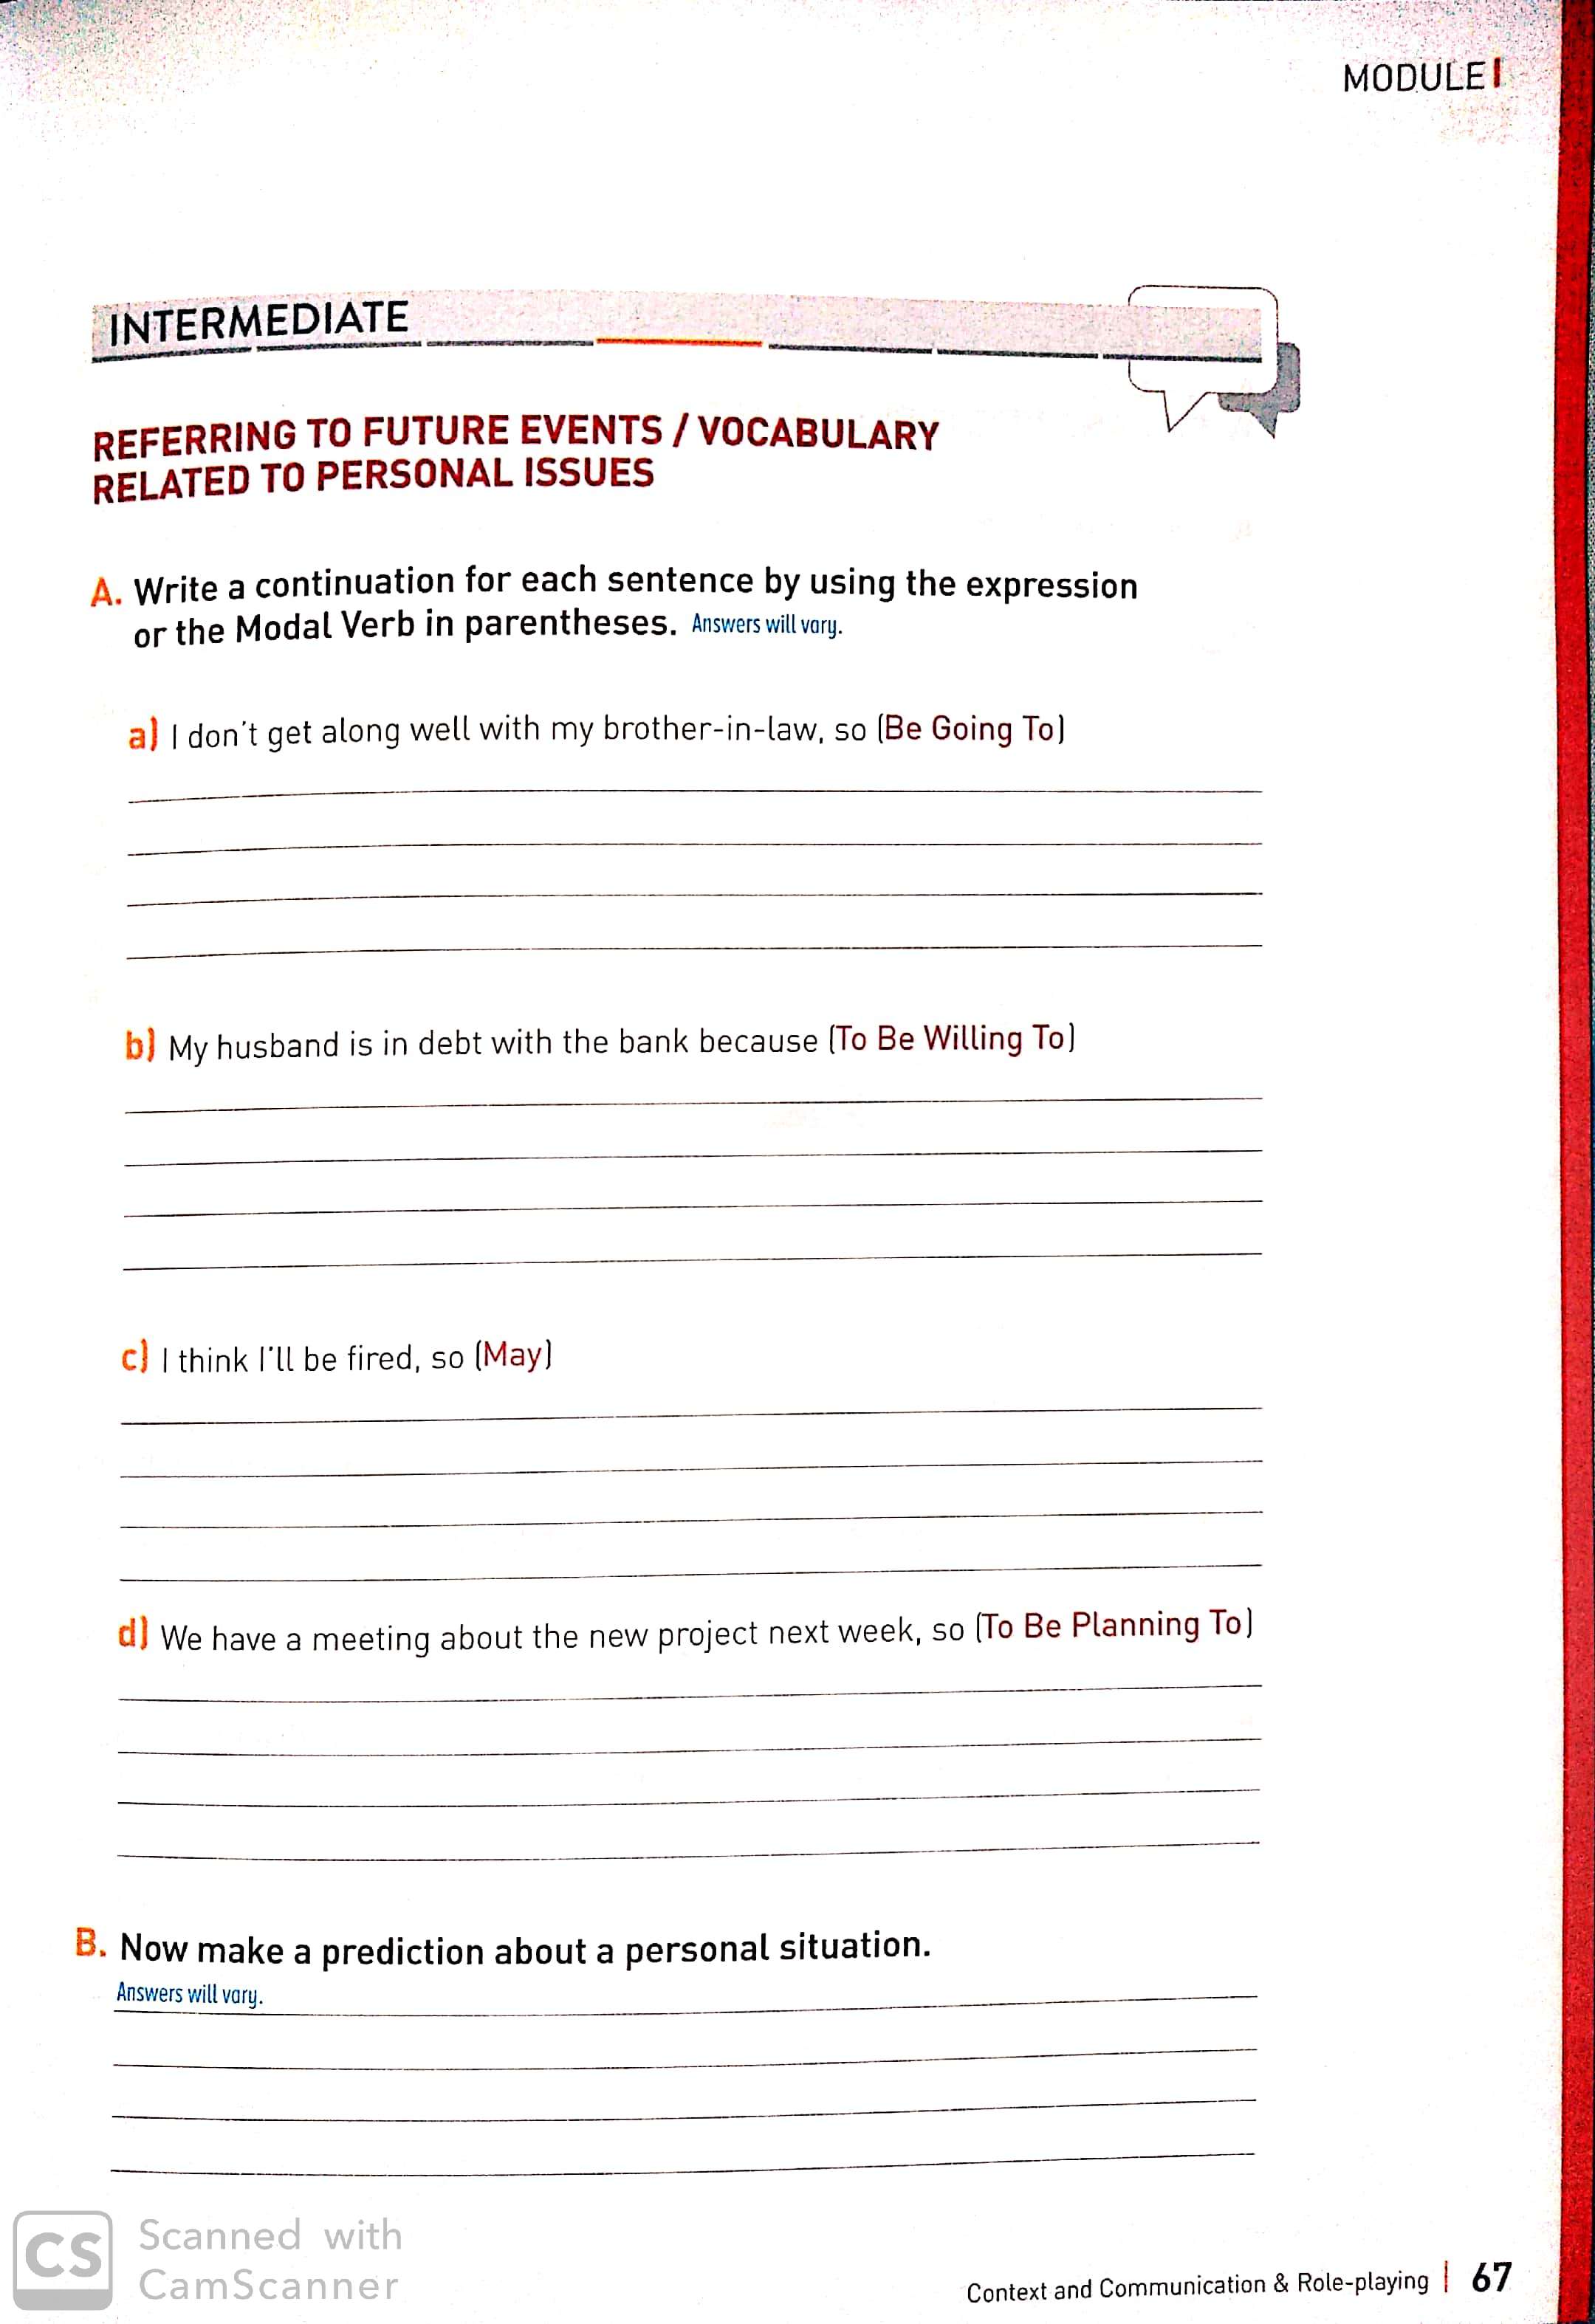 MODULE I
INTERMEDIATE
REFERRING TO FUTURE EVENTS / VOCABULARY
RELATED TO PERSONAL ISSUES
A. Write a continuation for each sentence by using the expression
or the Modal Verb in parentheses. Answers will vary.
a) I don't get along well with my brother-in-law, so (Be Going To)
b) My husband is in debt with the bank because (To Be Willing To)
c) I think I'll be fired, so (May)
d) We have a meeting about the new project next week, so (To Be Planning To)
B. Now make a prediction about a personal situation.
Answers will vary.
CS Scanned with
CamScanner
Context and Communication & Role-playing | 67